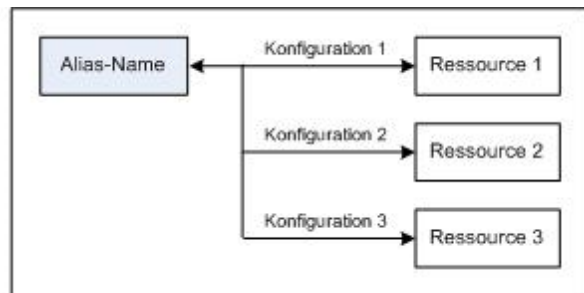 Alias-Name
Konfiguration 1
Ressource 1
Konfiguration 2
Ressource 2
Konfiguration 3
Ressource 3